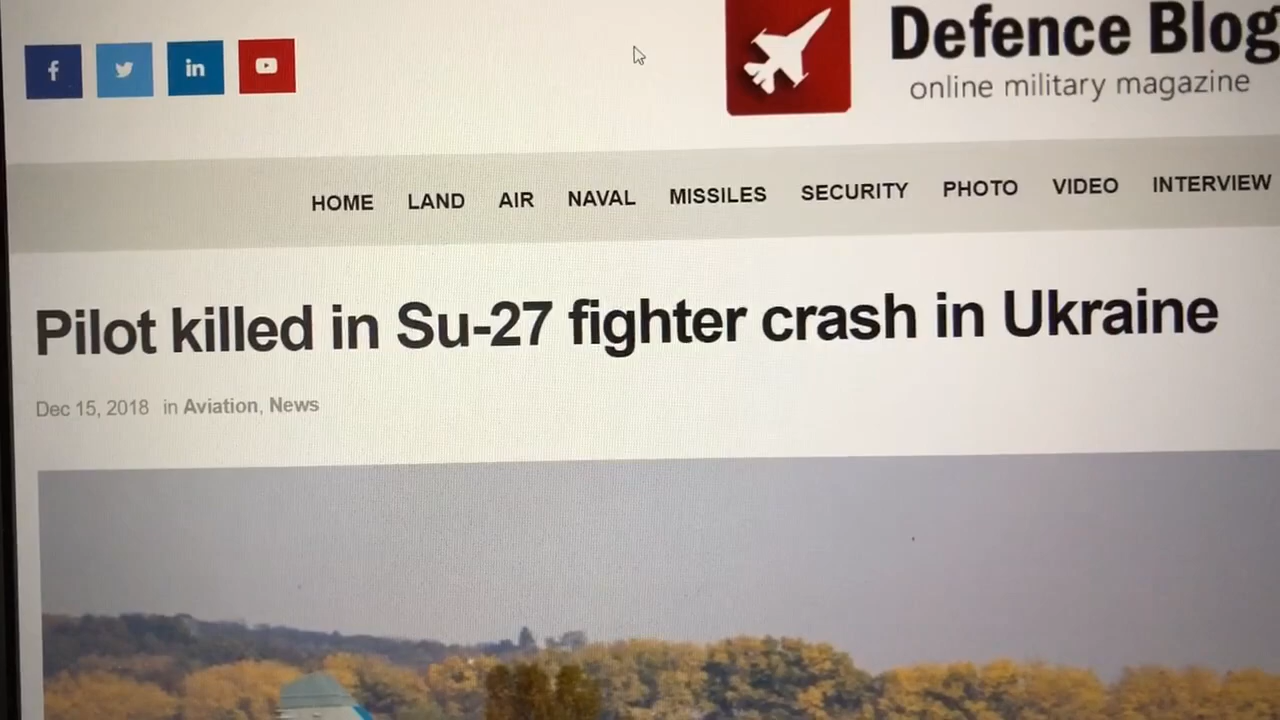 Defence Blog
online military magazine
HOME LAND AIR NAVAL MISSILES SECURITY PHOTO VIDEO INTERVIEW
Pilot killed in Su-27 fighter crash in Ukraine
Dec 15, 2018 in Aviation, News